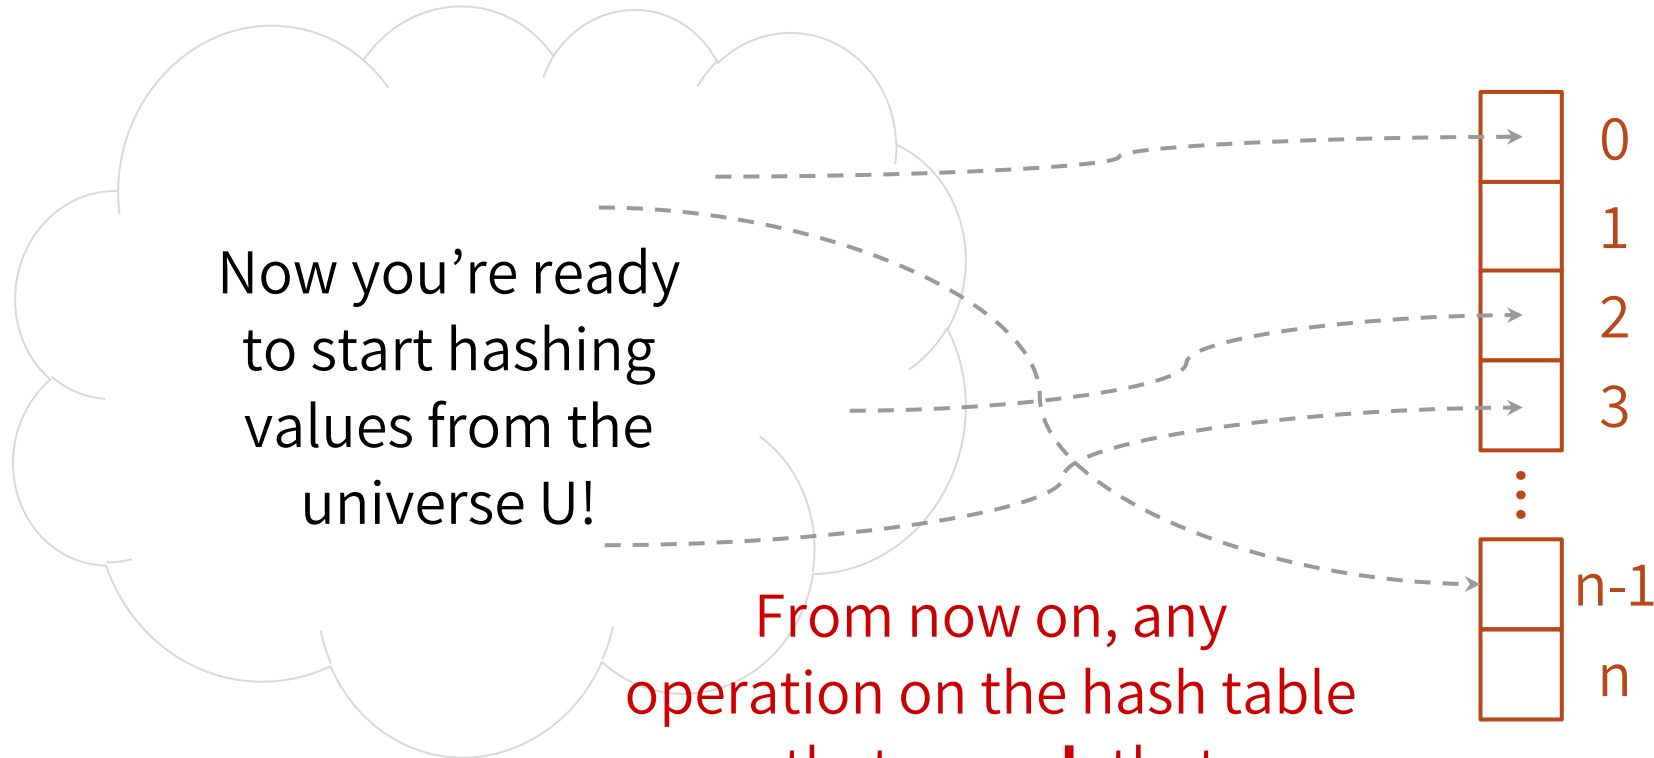 Now you’re ready
to start hashing
values from the
universe U!
From now on, any
operation on the hash table
0
1
2
3
n-1
n